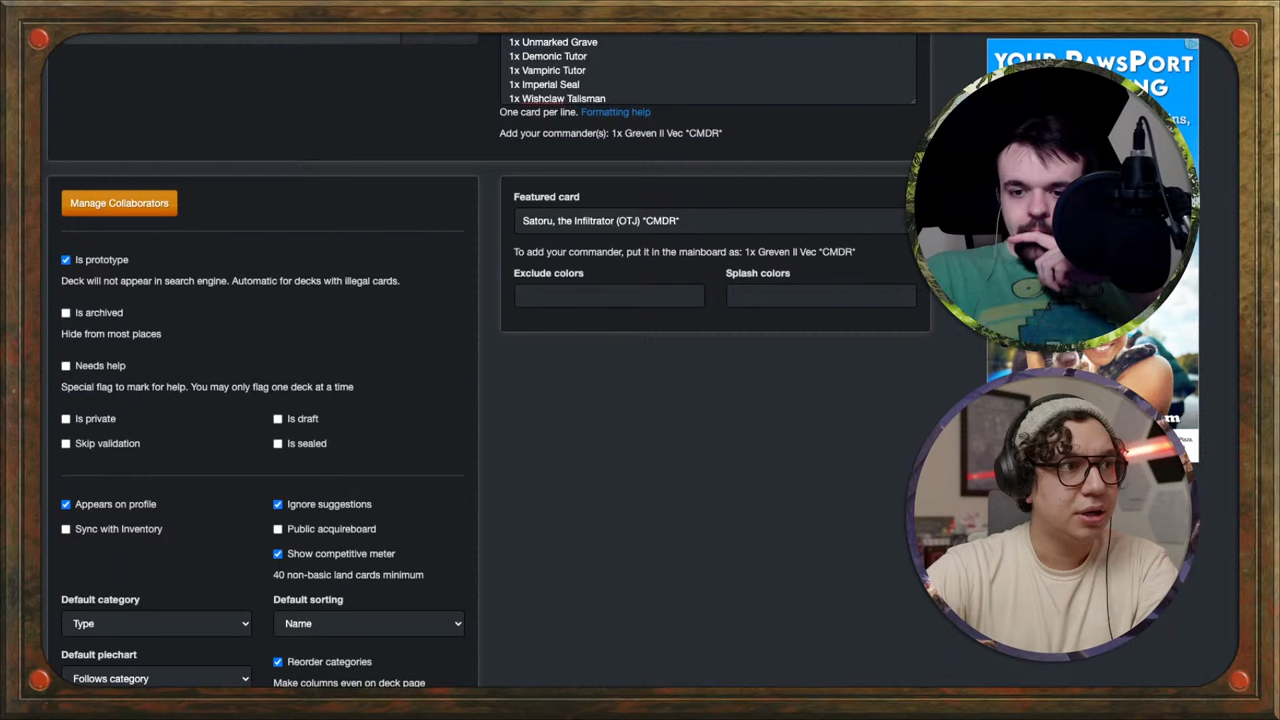 1x Unmarked Grave
1x Demonic Tutor
1x Vampiric Tutor
1x Imperial Seal
1x Wishclaw Talisman
One card per line. Formatting help
Add your commander(s): 1x Greven Il Vec *CMDR*
Manage Collaborators
Is prototype
Deck will not appear in search engine. Automatic for decks with illegal cards.
Is archived
Hide from most places
Needs help
Special flag to mark for help. You may only flag one deck at a time
Is private
Is draft
Skip validation
Is sealed
Appears on profile
Ignore suggestions
Sync with Inventory
Public acquireboard
Show competitive meter
40 non-basic land cards minimum
Default category
Default sorting
Type
Name
Default piechart
Reorder categories
Follows category
Make columns even on deck page
Featured card
Satoru, the Infiltrator (OTJ) *CMDR*
To add your commander, put it in the mainboard as: 1x Greven Il Vec *CMDR*
Exclude colors
Splash colors
YOUR PAWSPORT